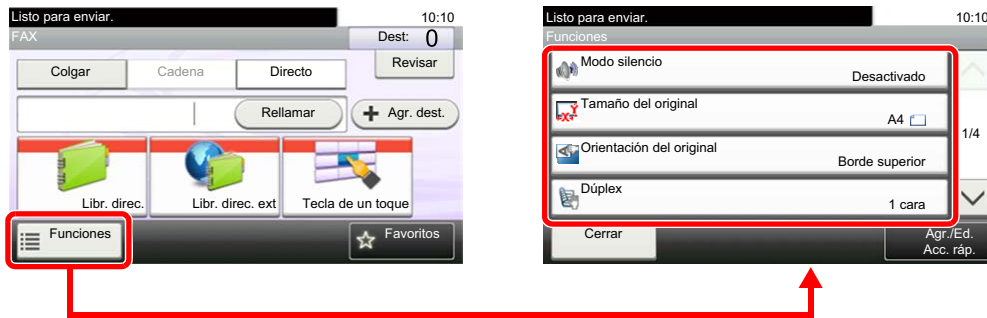 Listo para enviar.
10:10
FAX
Dest: 0
Colgar
Cadena
Directo
Revisar
Rellamar
Agr. dest.
Libr. direc.
Libr. direc. ext
Tecla de un toque
Funciones
Favoritos
Listo para enviar.
10:10
Funciones
Modo silencio
Desactivado
Tamaño del original
A4
1/4
Orientación del original
Borde superior
Dúplex
1 cara
Cerrar
Agr./Ed.
Acc. ráp.